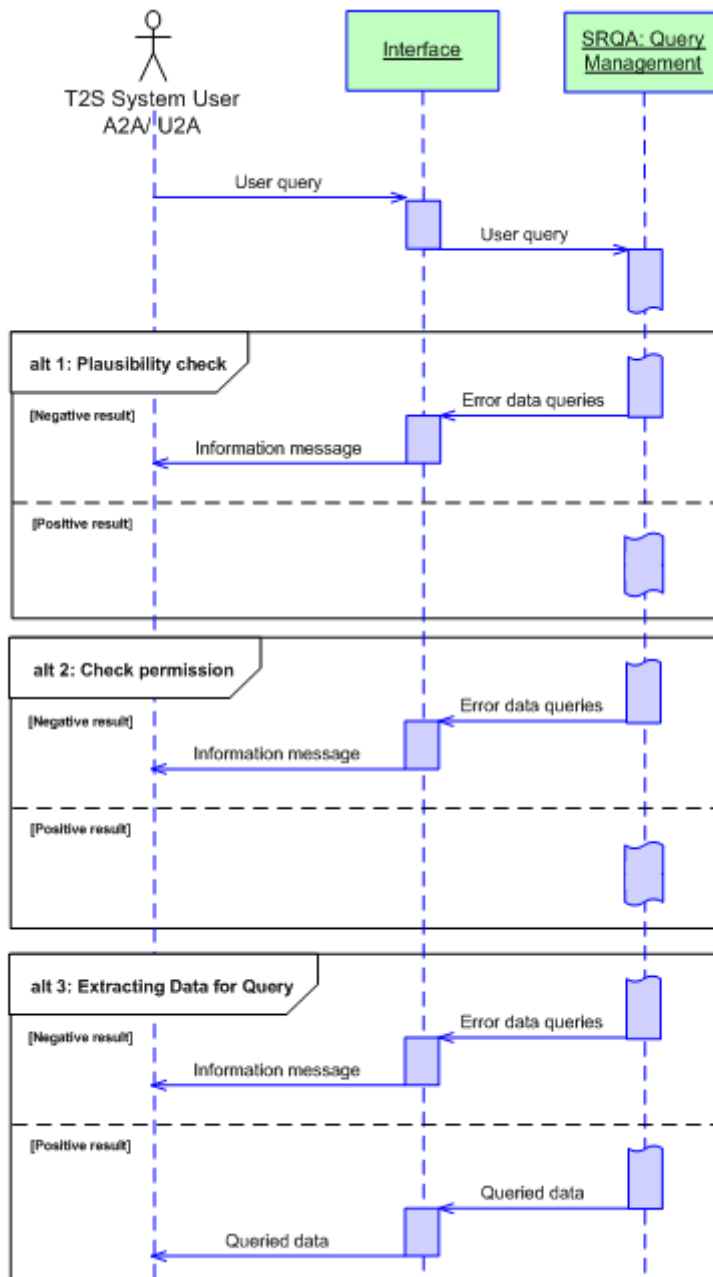 T2S System User
A2A/ U2A
Interface
SRQA: Query
Management
User query
User query
alt 1: Plausibility check
[Negative result]
Error data queries
Information message
[Positive result]
alt 2: Check permission
[Negative result]
Error data queries
Information message
[Positive result]
alt 3: Extracting Data for Query
[Negative result]
Error data queries
Information message
[Positive result]
Queried data
Queried data